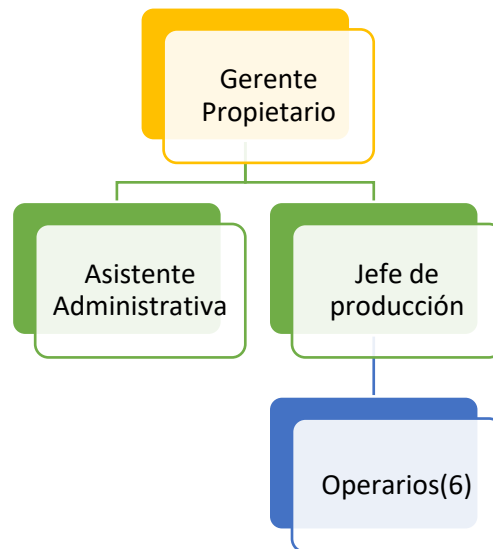 Gerente
Propietario
Asistente
Administrativa
Jefe de
producción
Operarios(6)